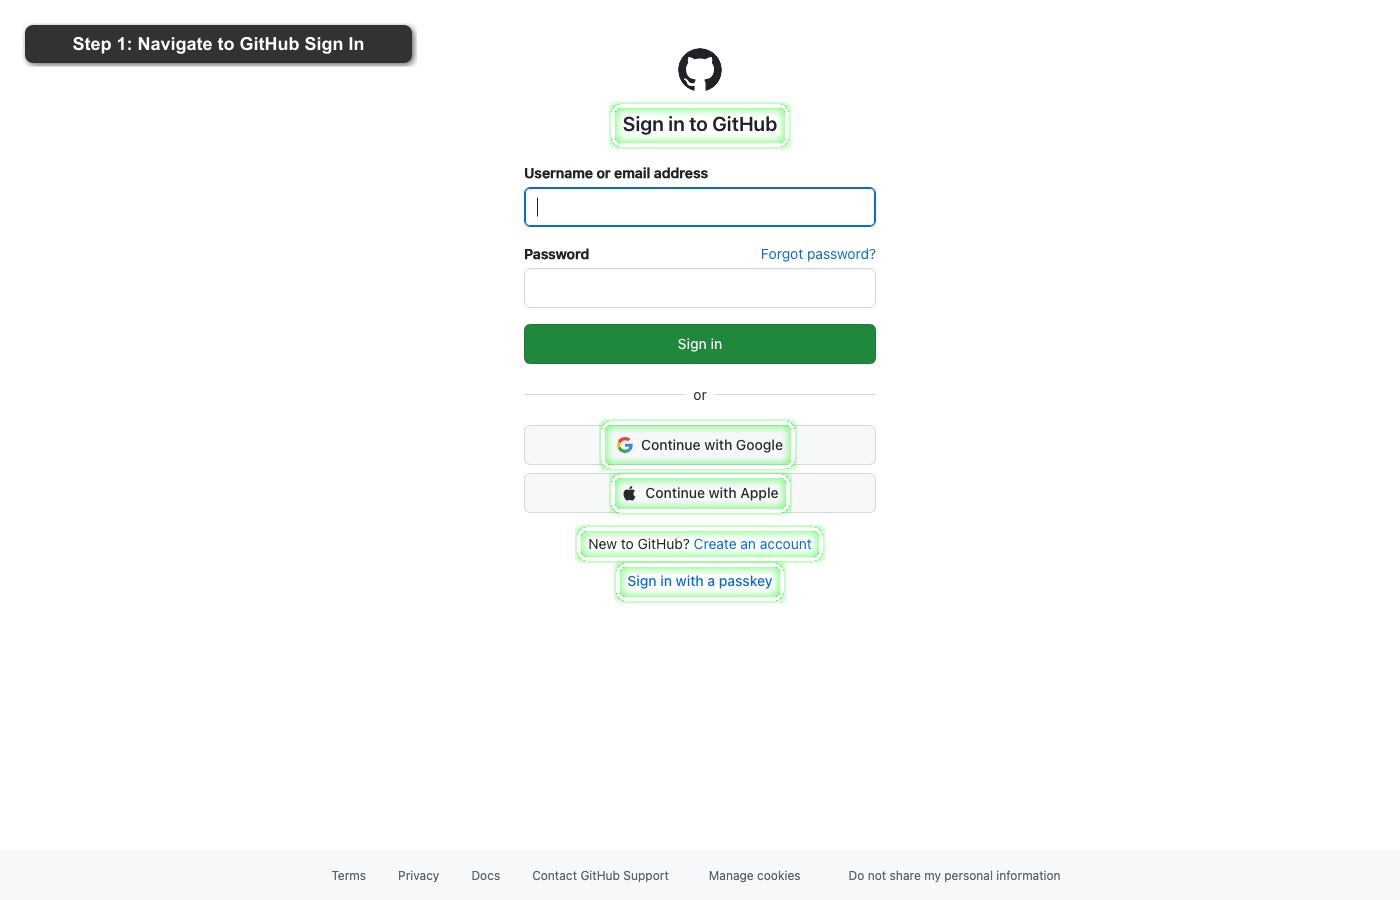 Step 1: Navigate to GitHub Sign In
Sign in to GitHub
Username or email address
Password
Forgot password?
Sign in
or
Continue with Google
Continue with Apple
New to GitHub? Create an account
Sign in with a passkey
Terms Privacy Docs Contact GitHub Support Manage cookies Do not share my personal information